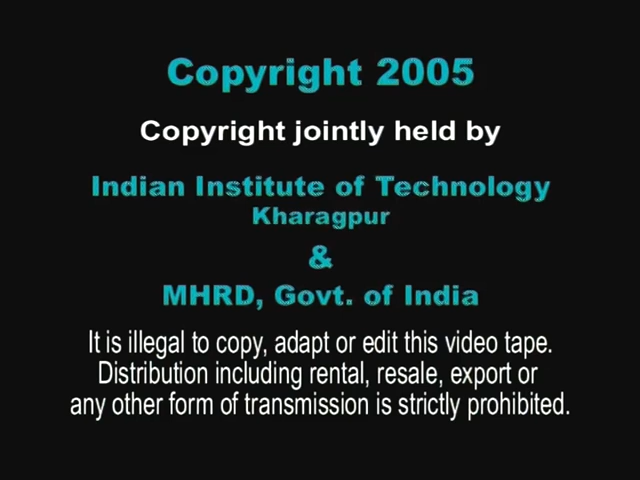 Copyright 2005
Copyright jointly held by
Indian Institute of Technology
Kharagpur
&
MHRD, Govt. of India
It is illegal to copy, adapt or edit this video tape.
Distribution including rental, resale, export or
any other form of transmission is strictly prohibited.